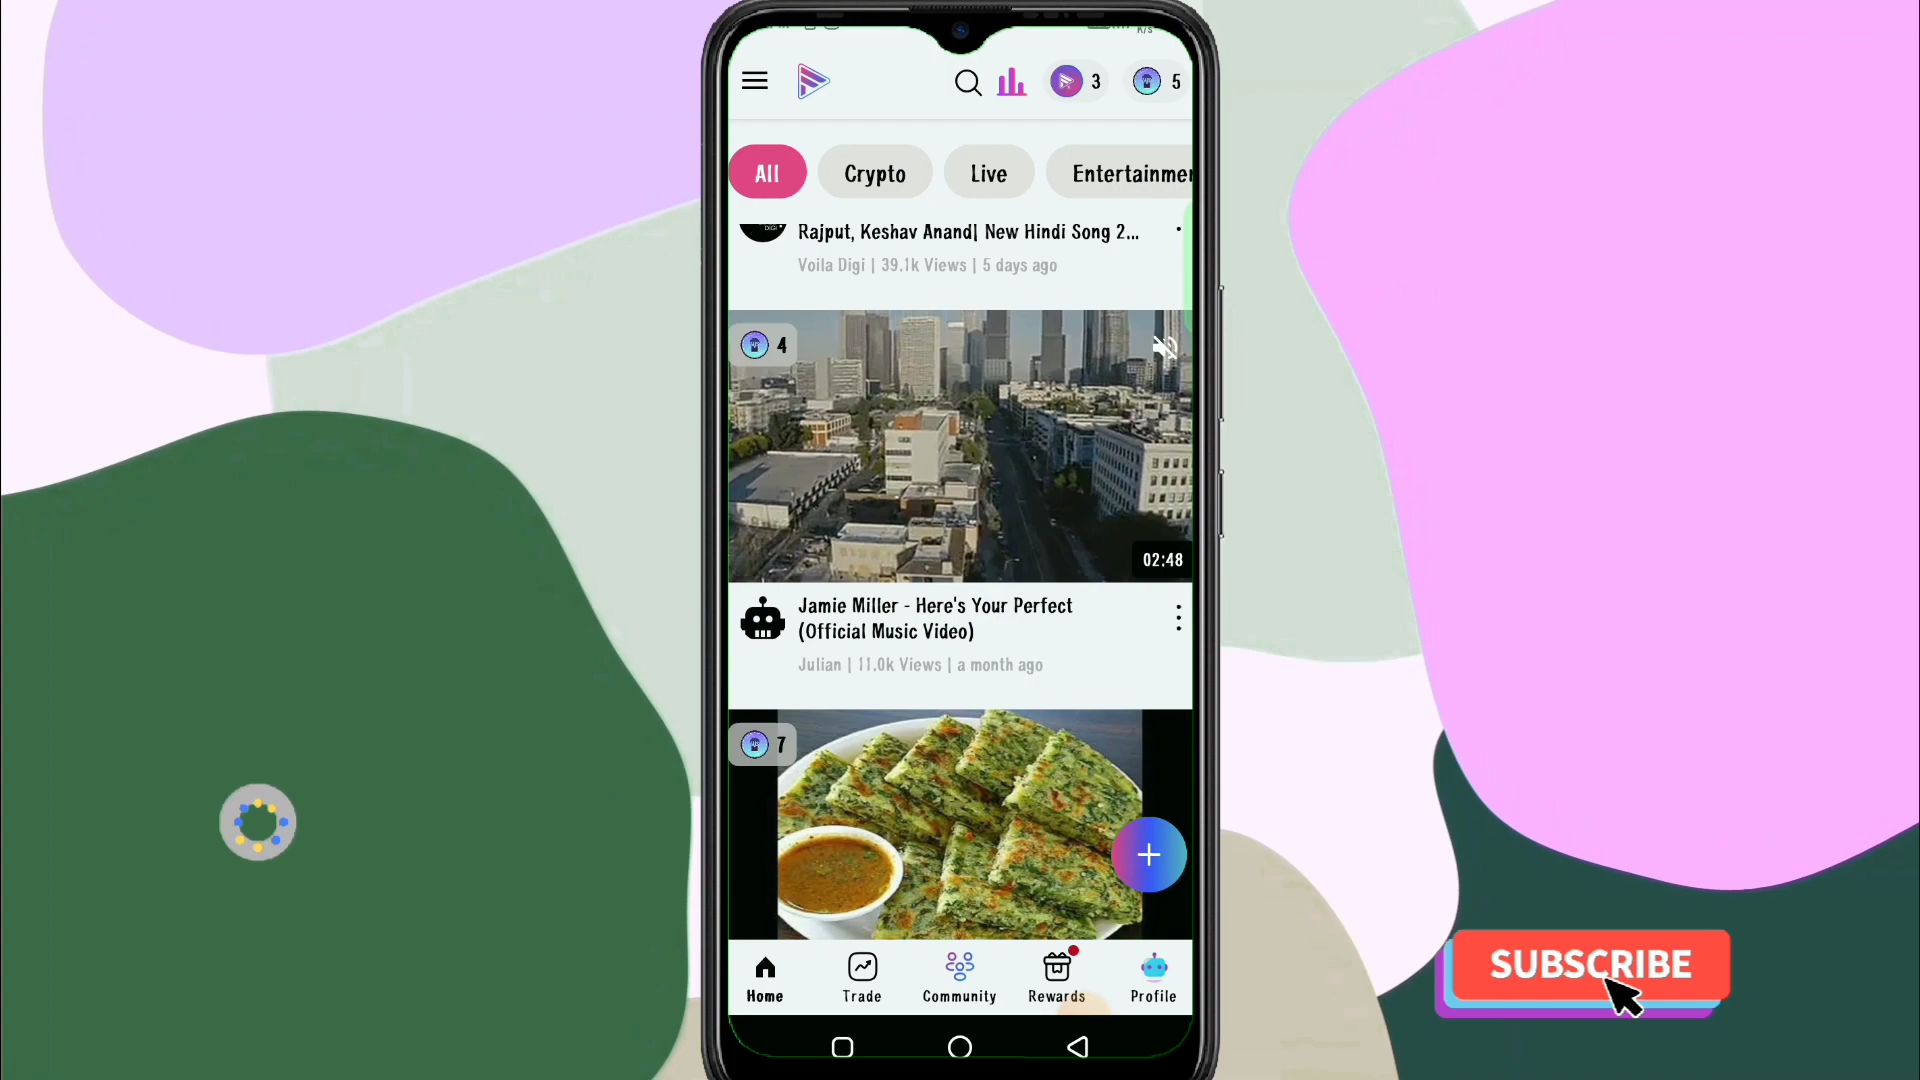 K/s
3
5
All
Crypto
Live
Entertainmen
DIGI
Rajput, Keshav Anand| New Hindi Song 2...
Voila Digi | 39.1k Views | 5 days ago
4
02:48
Jamie Miller - Here's Your Perfect
(Official Music Video)
Julian | 11.0k Views | a month ago
7
Home
Trade
Community
Rewards
Profile
SUBSCRIBE